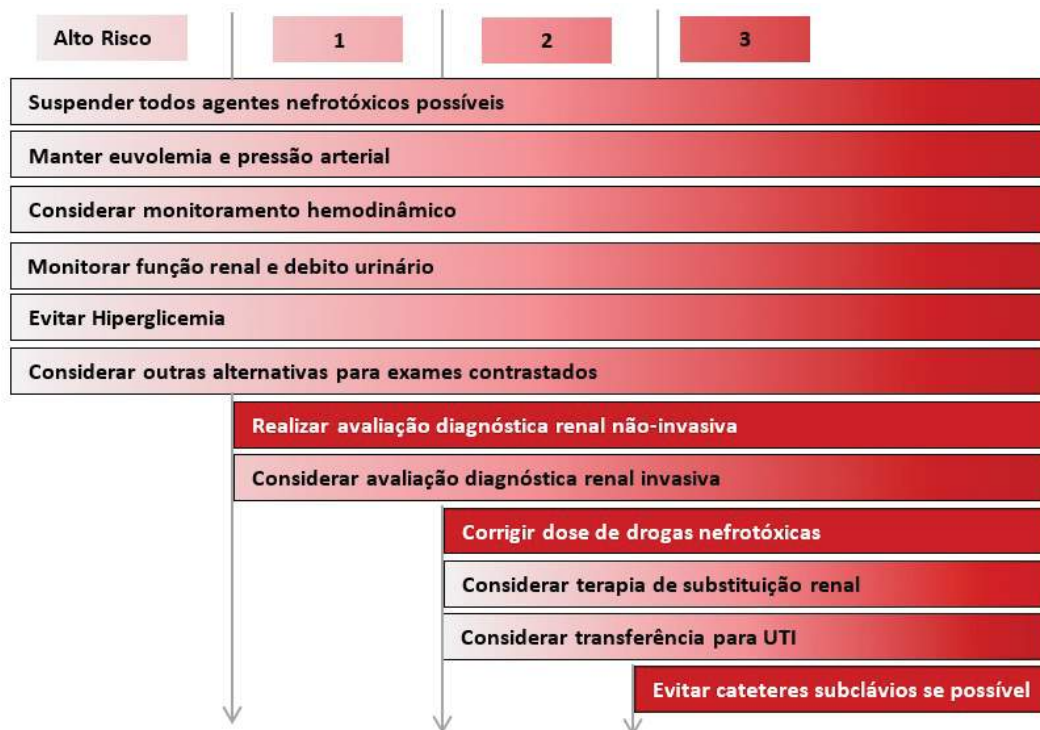 Alto Risco
1
2
3
Suspender todos agentes nefrotóxicos possíveis
Manter euvolemia e pressão arterial
Considerar monitoramento hemodinâmico
Monitorar função renal e debito urinário
Evitar Hiperglicemia
Considerar outras alternativas para exames contrastados
Realizar avaliação diagnóstica renal não-invasiva
Considerar avaliação diagnóstica renal invasiva
Corrigir dose de drogas nefrotóxicas
Considerar terapia de substituição renal
Considerar transferência para UTI
Evitar cateteres subclávios se possível